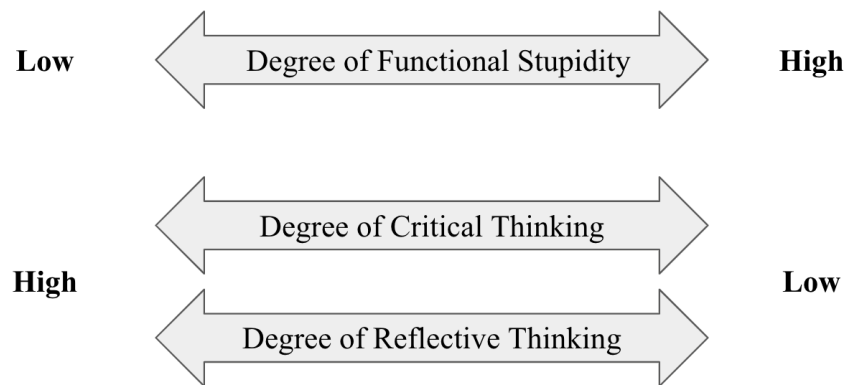 Low
Degree of Functional Stupidity
High
Degree of Critical Thinking
High
Low
Degree of Reflective Thinking